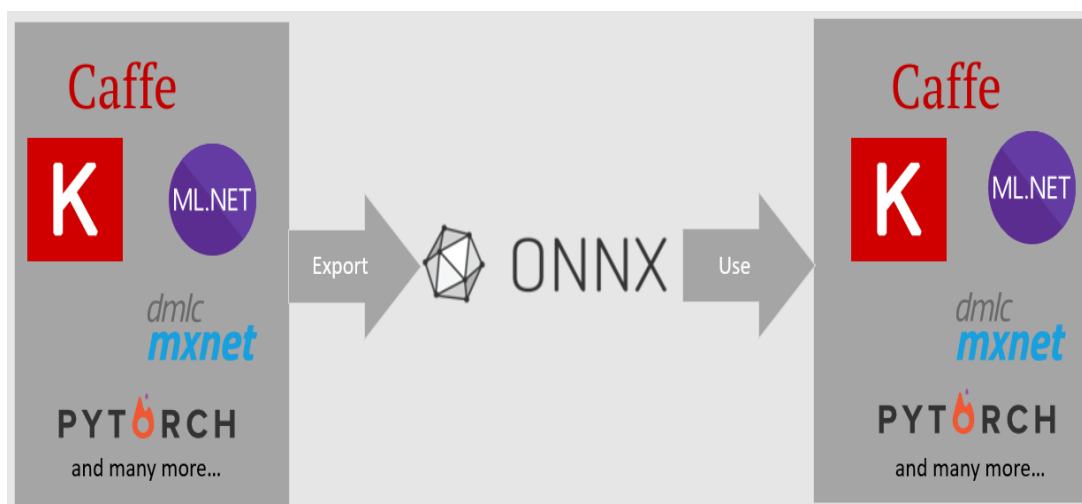 Caffe
K
ML.NET
dmlc
mxnet
PYTORCH
and many more...
Export
ONNX
Use
Caffe
K
ML.NET
dmlc
mxnet
PYTORCH
and many more...